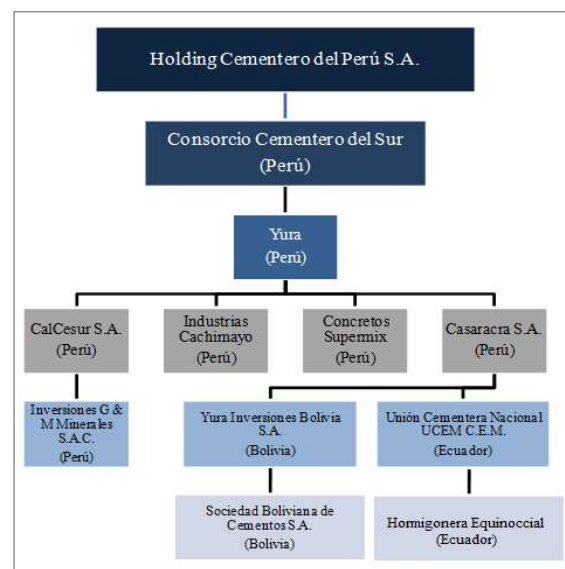 Holding Cementero del Perú S.A.
Consorcio Cementero del Sur
(Perú)
Yura
(Perú)
CalCesur S.A.
(Perú)
Industrias
Cachimayo
(Perú)
Concretos
Supermix
(Perú)
Casaracra S.A.
(Perú)
Inversiones G &
M Minerales
S.A.C.
(Perú)
Yura Inversiones Bolivia
S.A.
(Bolivia)
Unión Cementera Nacional
UCEM C.E.M.
(Ecuador)
Sociedad Boliviana de
Cementos S.A.
(Bolivia)
Hormigonera Equinoccial
(Ecuador)